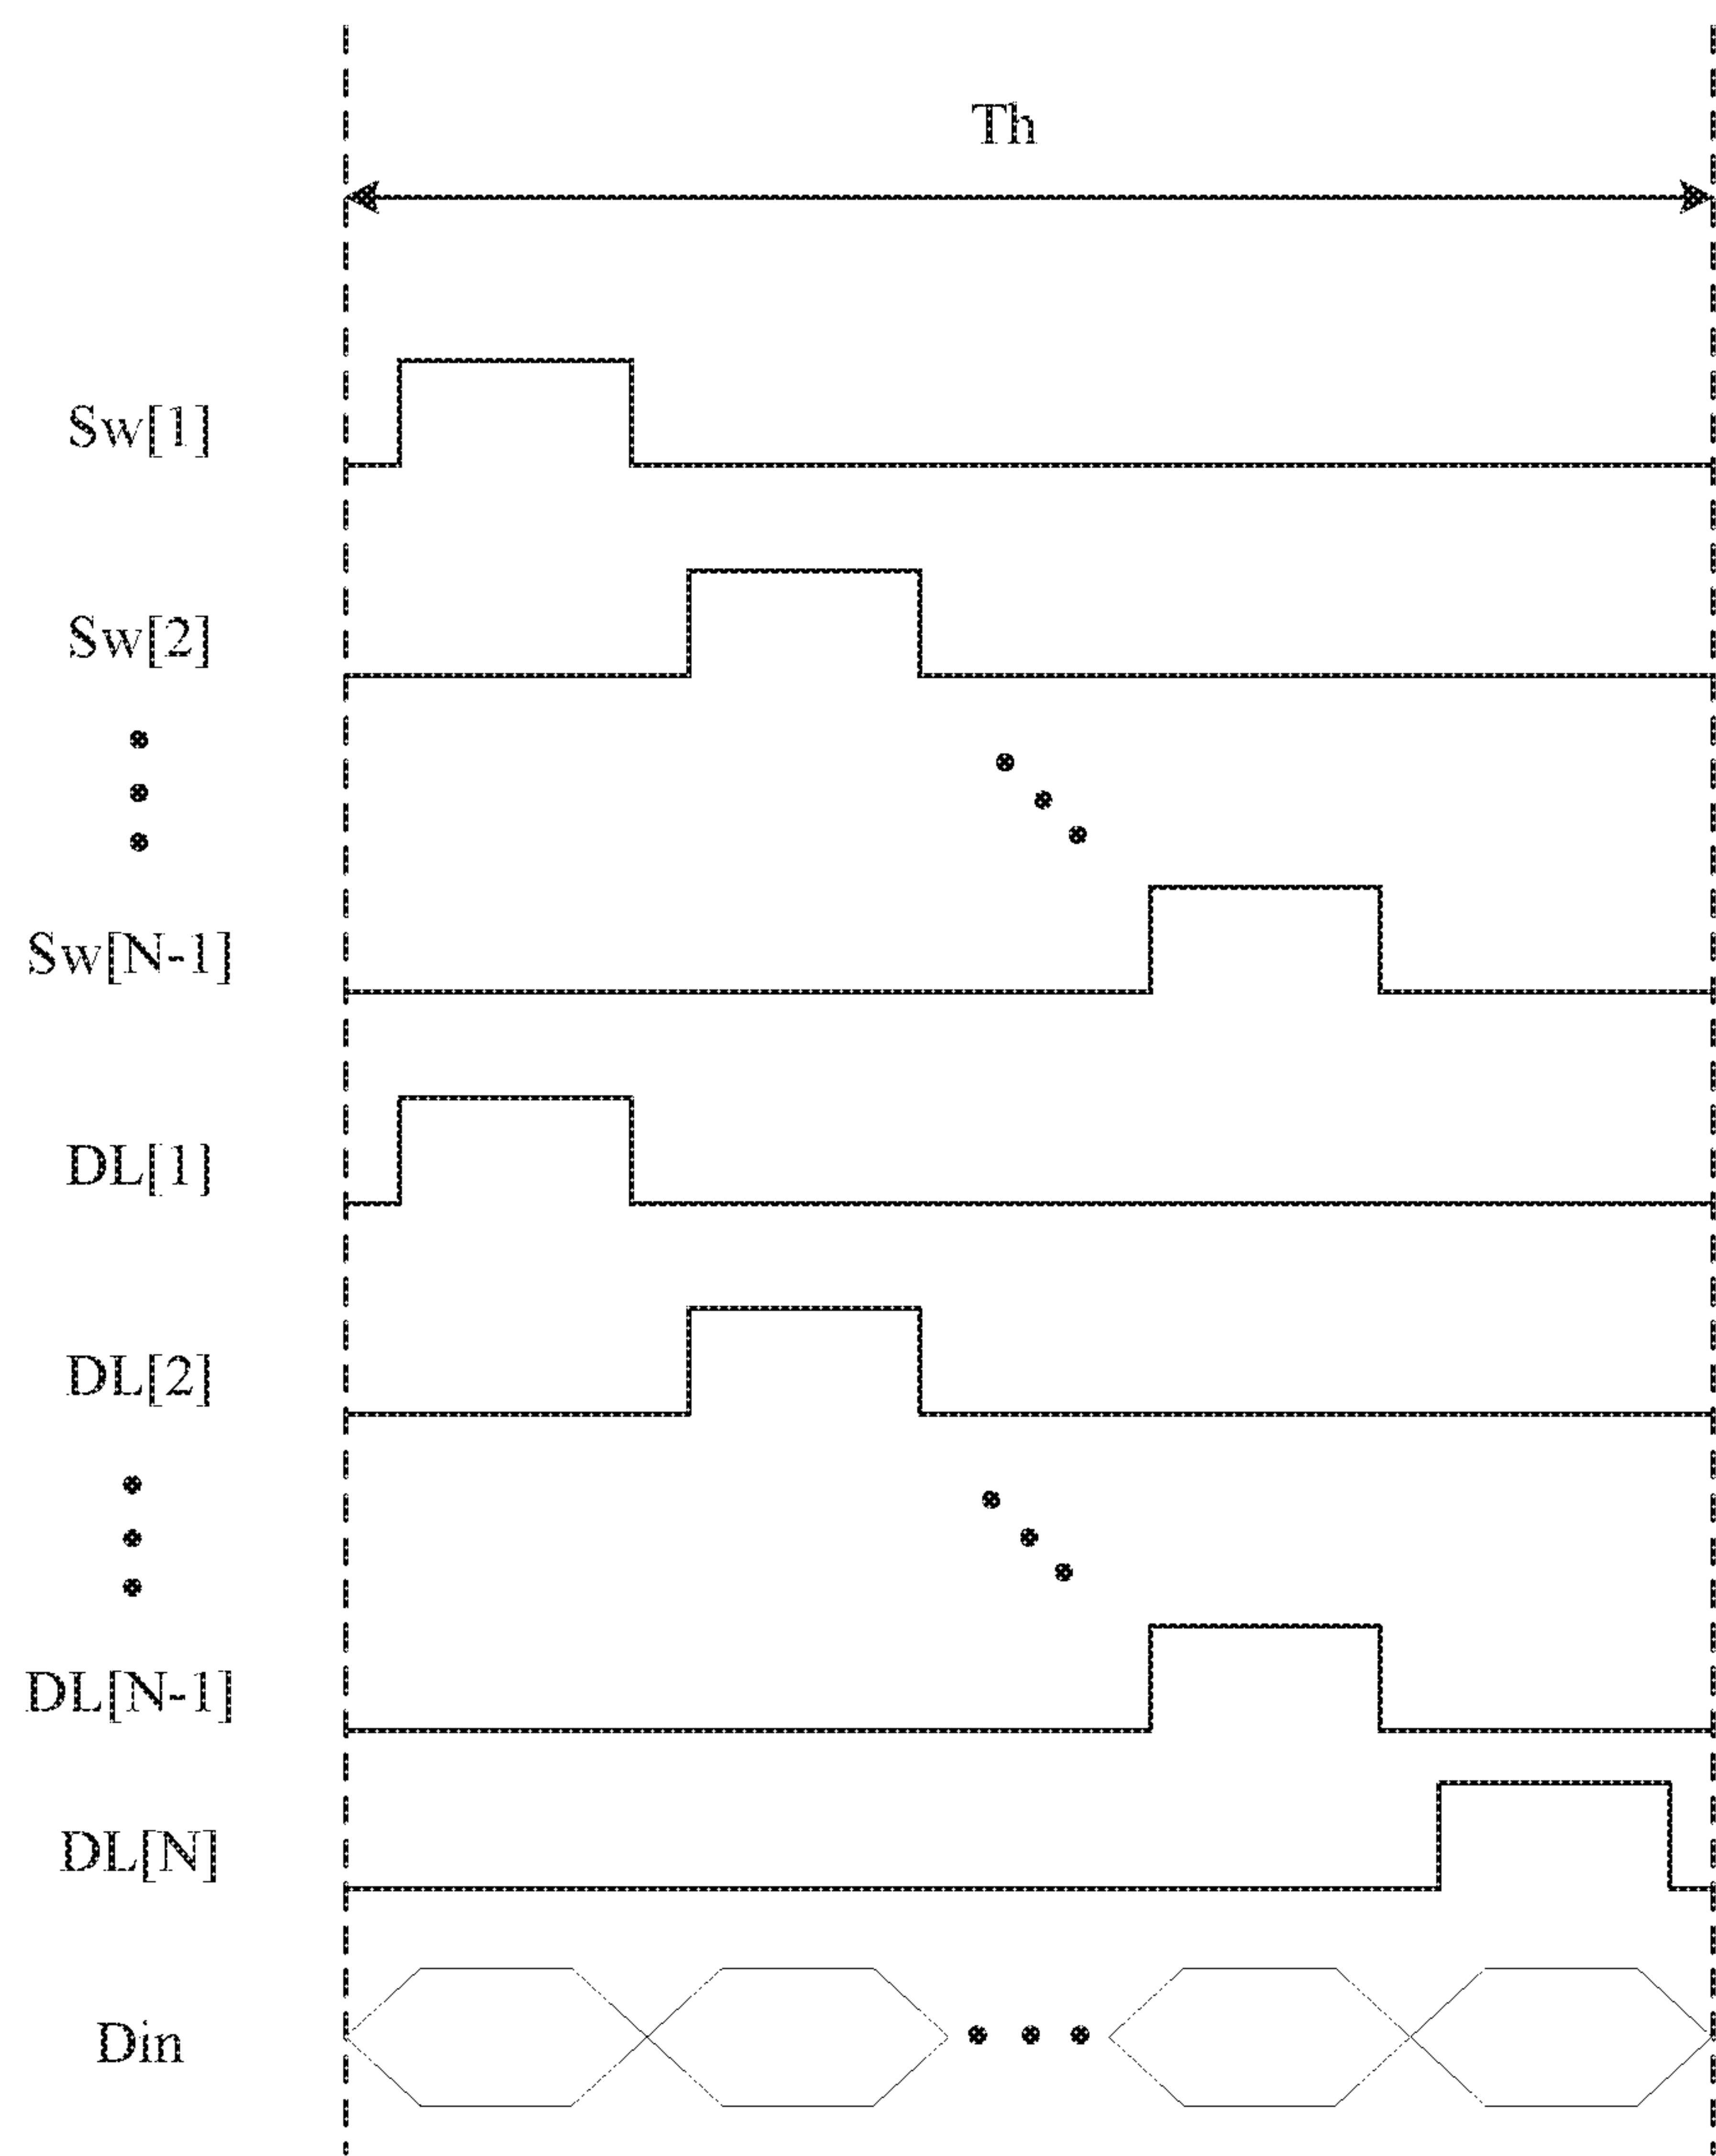 Th
Sw[1]
Sw[2]
Sw[N-1]
DL[1]
DL[2]
DL[N-1]
DL[N]
Din